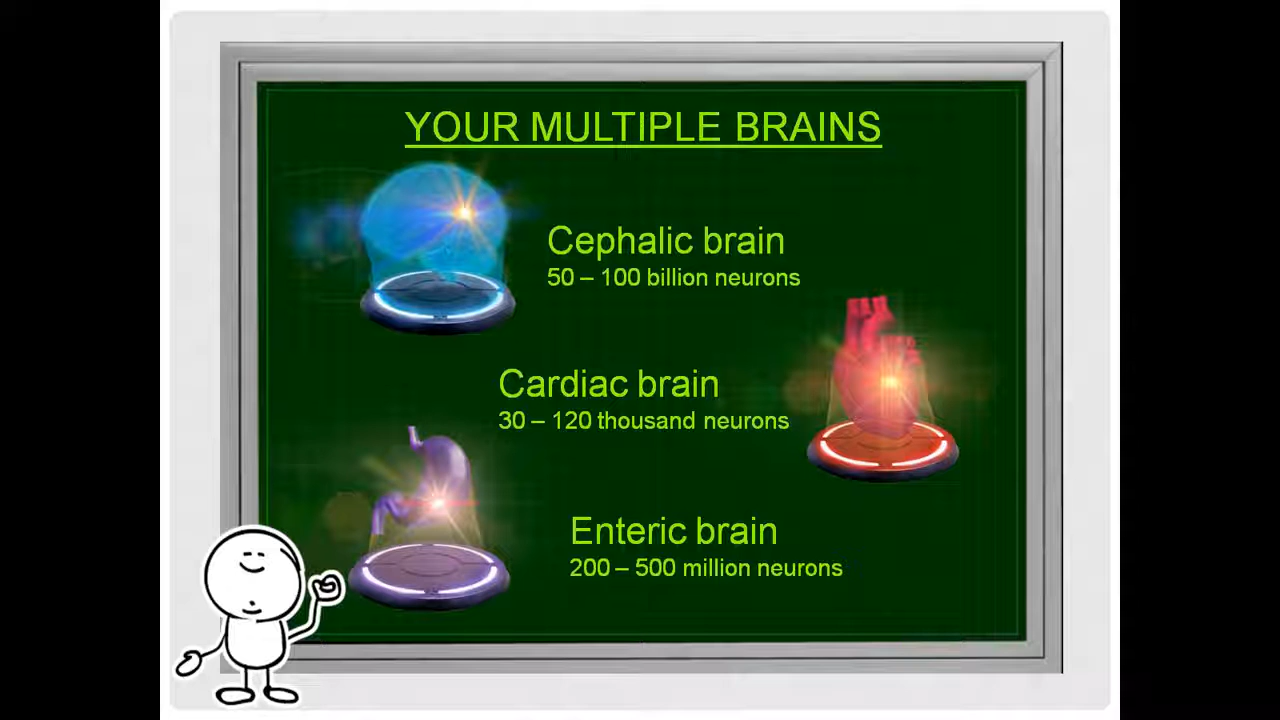 YOUR MULTIPLE BRAINS
Cephalic brain
50 – 100 billion neurons
Cardiac brain
30 – 120 thousand neurons
Enteric brain
200 – 500 million neurons